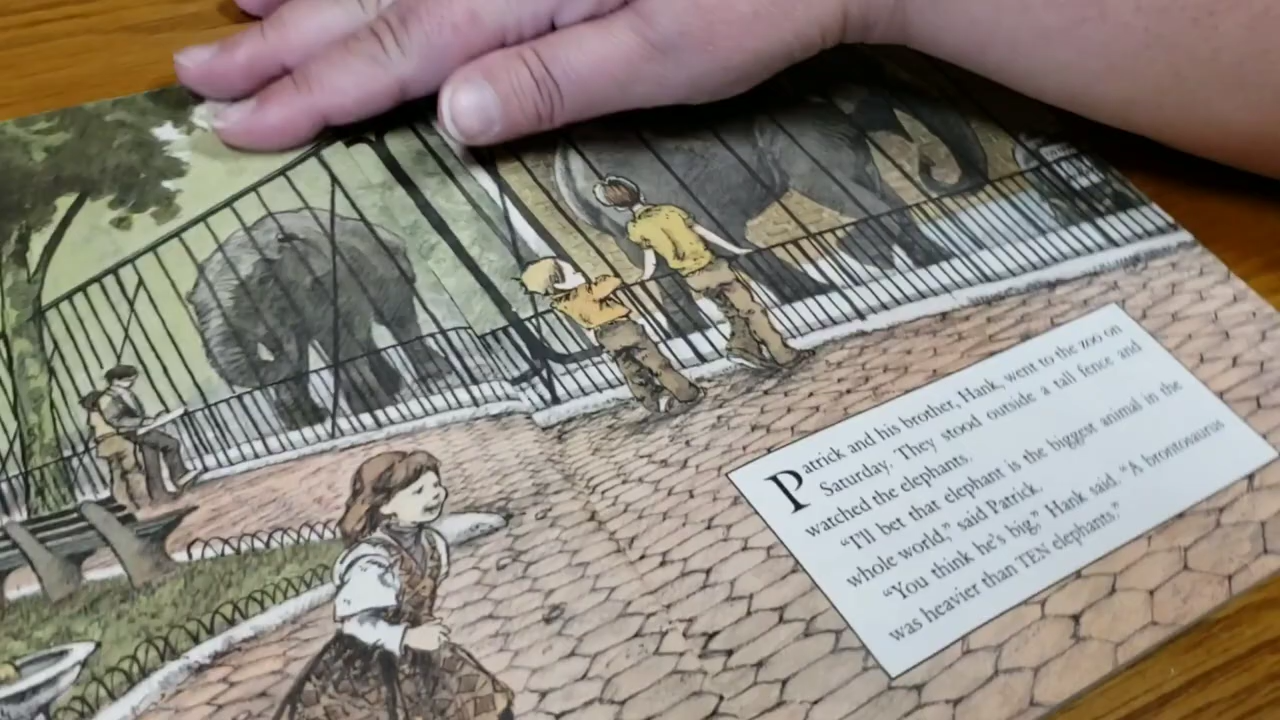 Patrick and his brother, Hank, went to the zoo on
Saturday. They stood outside a tall fence and
watched the elephants.
"I'll bet that elephant is the biggest animal in the
whole world," said Patrick.
"You think he's big," Hank said. "A brontosaurus
was heavier than TEN elephants."